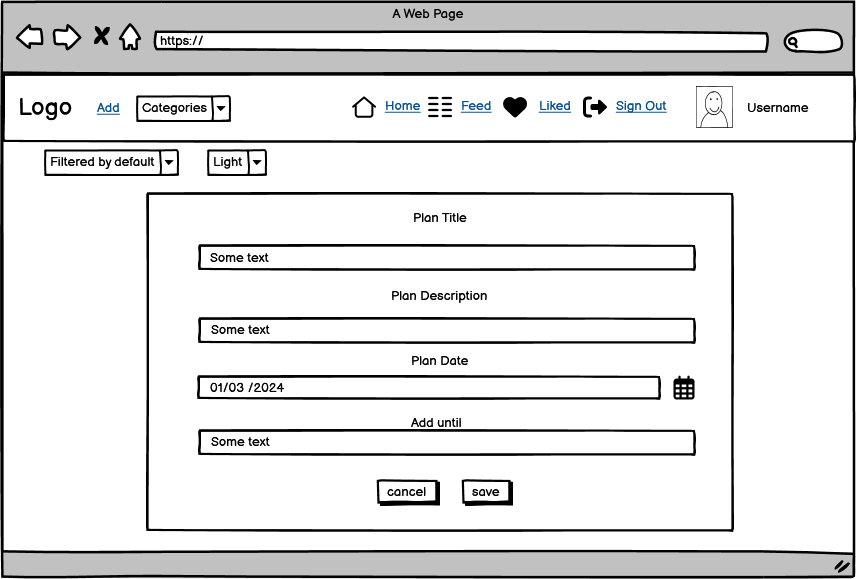 A Web Page
https://
Logo Add Categories Home Feed Liked Sign Out Username
Filtered by default Light
Plan Title
Some text
Plan Description
Some text
Plan Date
01/03 /2024
Add until
Some text
cancel save